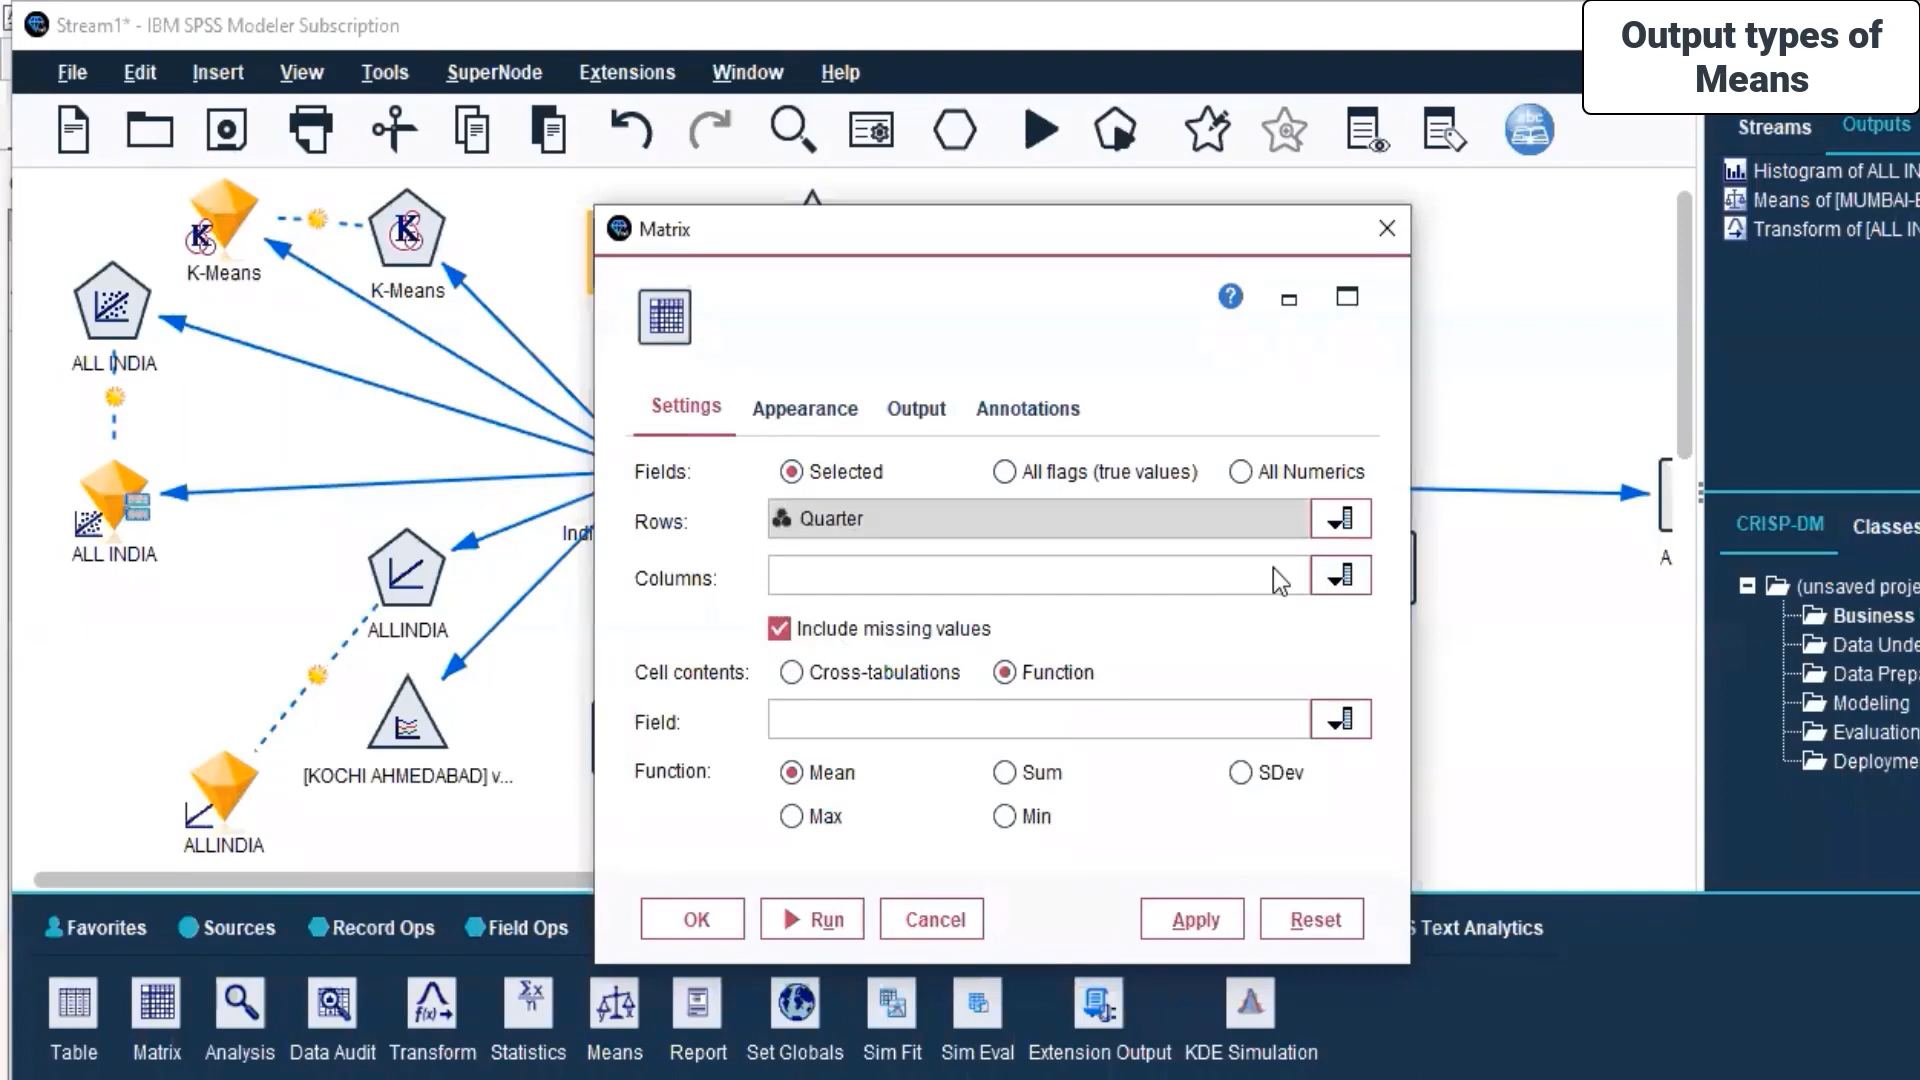 Stream1* - IBM SPSS Modeler Subscription
Output types of
Means
File Edit Insert View Tools SuperNode Extensions Window Help
abc
Streams Outputs
Histogram of ALL IN
Means of [MUMBAI-E
Transform of [ALL IN
K-Means
K-Means
ALL INDIA
ALL INDIA
ALLINDIA
[KOCHI AHMEDABAD] v...
ALLINDIA
Indi
Matrix
Settings Appearance Output Annotations
Fields: Selected All flags (true values) All Numerics
Rows: Quarter
Columns:
Include missing values
Cell contents: Cross-tabulations Function
Field:
Function: Mean Sum SDev
Max Min
OK Run Cancel Apply Reset
A
CRISP-DM Classes
(unsaved proje
Business
Data Unde
Data Prepa
Modeling
Evaluation
Deployme
Favorites Sources Record Ops Field Ops S Text Analytics
Table Matrix Analysis Data Audit Transform Statistics Means Report Set Globals Sim Fit Sim Eval Extension Output KDE Simulation